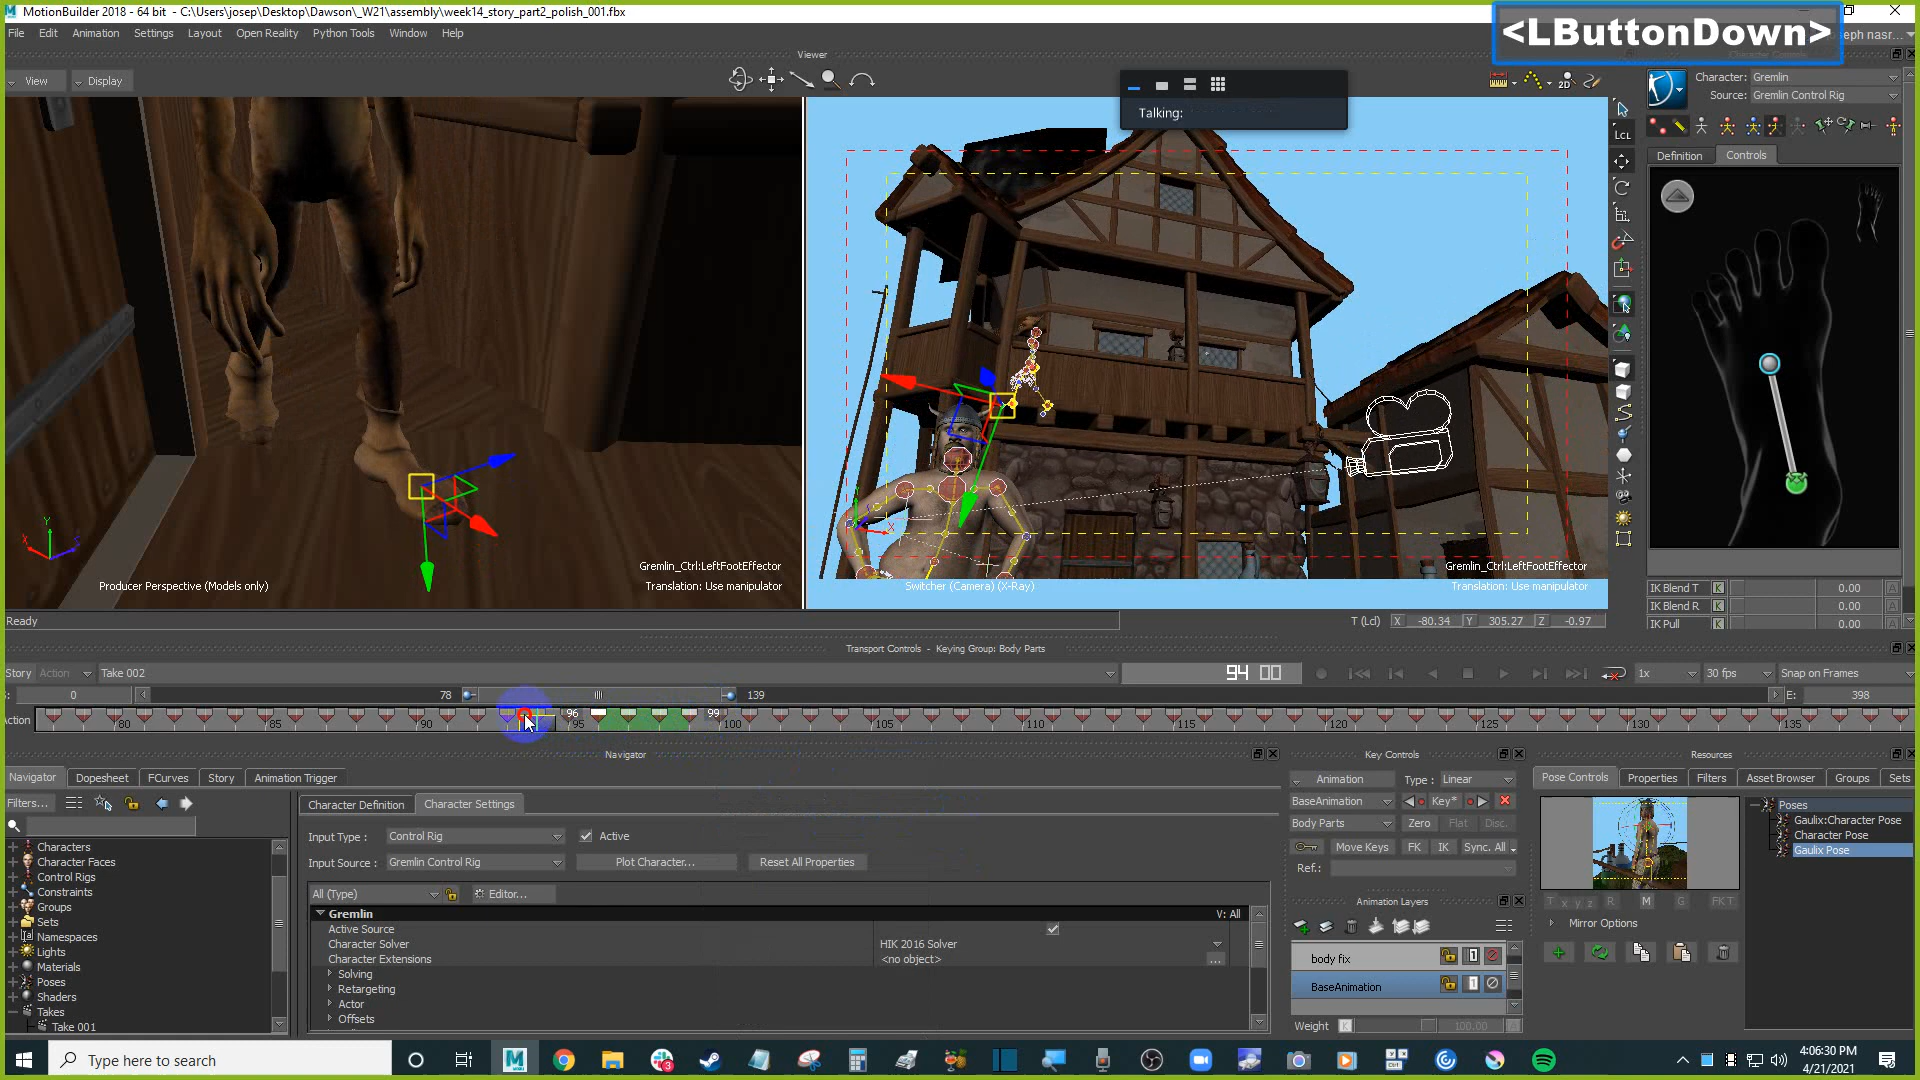 MotionBuilder 2018 - 64 bit - C:\Users\josep\Desktop\Dawson\_W21\assembly\week14_story_part2_polish_001.fbx
<LButtonDown>
File Edit Animation Settings Layout Open Reality Python Tools Window Help
Viewer
View Display
Talking:
Character: Gremlin
Source: Gremlin Control Rig
LCL
Definition Controls
Gremlin_Ctrl:LeftFootEffector
Producer Perspective (Models only)
Translation: Use manipulator
Gremlin_Ctrl:LeftFootEffector
Switcher (Camera) (X-Ray)
Translation: Use manipulator
IK Blend T K 0.00 A
IK Blend R K 0.00 A
IK Pull K 0.00 A
Ready
T (Lcl) X -80.34 Y 305.27 Z -0.97
Transport Controls - Keying Group: Body Parts
Story Action Take 002 94 00 1x 30 fps Snap on Frames
S: 0 78 139 E: 398
Action 80 85 90 95 96 99 100 105 110 115 120 125 130 135
Navigator
Navigator Dopesheet FCurves Story Animation Trigger
Filters...
Characters
Character Faces
Control Rigs
Constraints
Groups
Sets
Namespaces
Lights
Materials
Poses
Shaders
Takes
Take 001
Character Definition Character Settings
Input Type : Control Rig Active
Input Source : Gremlin Control Rig Plot Character... Reset All Properties
All (Type) Editor...
Gremlin V: All
Active Source
Character Solver HIK 2016 Solver
Character Extensions <no object> ...
Solving
Retargeting
Actor
Offsets
Key Controls
Animation Type : Linear
BaseAnimation Key*
Body Parts Zero Flat Disc.
Move Keys FK IK Sync. All
Ref.:
Animation Layers
body fix 1
BaseAnimation 1
Weight K 100.00 A
Resources
Pose Controls Properties Filters Asset Browser Groups Sets
Poses
Gaulix:Character Pose
Character Pose
Gaulix Pose
T x y z R M G FKT
Mirror Options
Type here to search
4:06:30 PM
4/21/2021